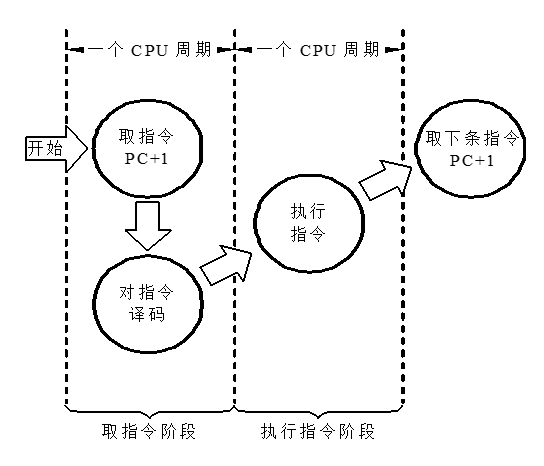 一个 CPU 周期
一个 CPU 周期
开始
取指令
PC+1
取下条指令
PC+1
执行
指令
对指令
译码
取指令阶段
执行指令阶段